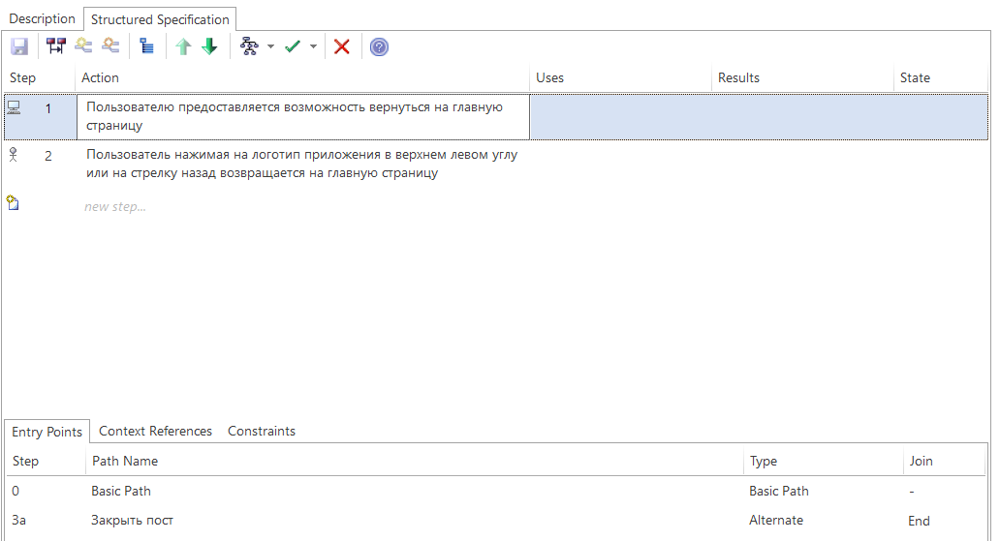 Description Structured Specification
Step Action Uses Results State
1 Пользователю предоставляется возможность вернуться на главную
страницу
2 Пользователь нажимая на логотип приложения в верхнем левом углу
или на стрелку назад возвращается на главную страницу
new step...
Entry Points Context References Constraints
Step Path Name Type Join
0 Basic Path Basic Path -
3a Закрыть пост Alternate End